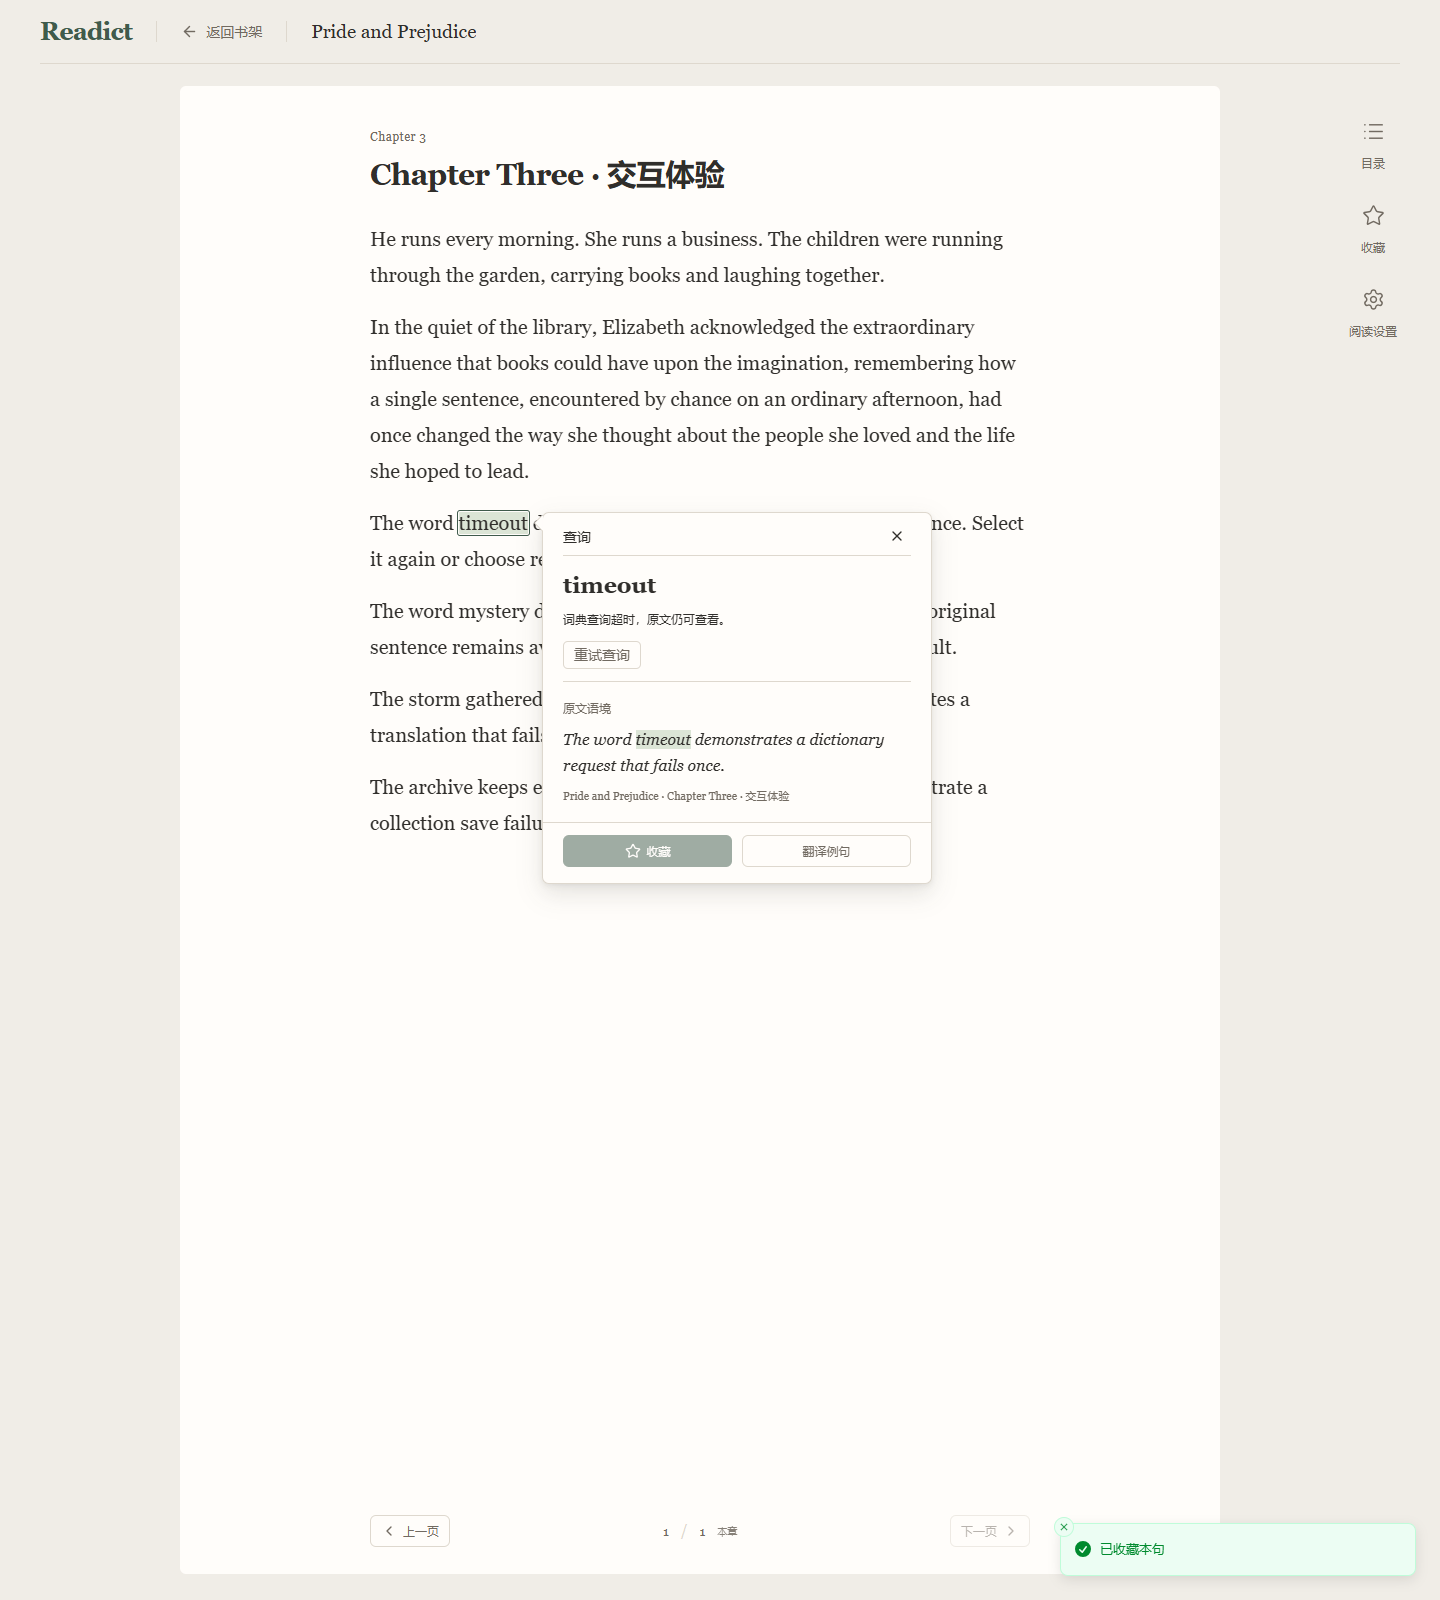 Readict
返回书架
Pride and Prejudice
目录
收藏
阅读设置
Chapter 3
Chapter Three · 交互体验
He runs every morning. She runs a business. The children were running
through the garden, carrying books and laughing together.
In the quiet of the library, Elizabeth acknowledged the extraordinary
influence that books could have upon the imagination, remembering how
a single sentence, encountered by chance on an ordinary afternoon, had
once changed the way she thought about the people she loved and the life
she hoped to lead.
The word timeout nce. Select
it again or choose
The word mystery original
sentence remains
The storm gathered tes a
translation that
The archive keeps trate a
collection save
查询
timeout
词典查询超时，原文仍可查看。
重试查询
原文语境
The word timeout demonstrates a dictionary
request that fails once.
Pride and Prejudice · Chapter Three · 交互体验
收藏
翻译例句
上一页
1 / 1 本章
下一页
已收藏本句